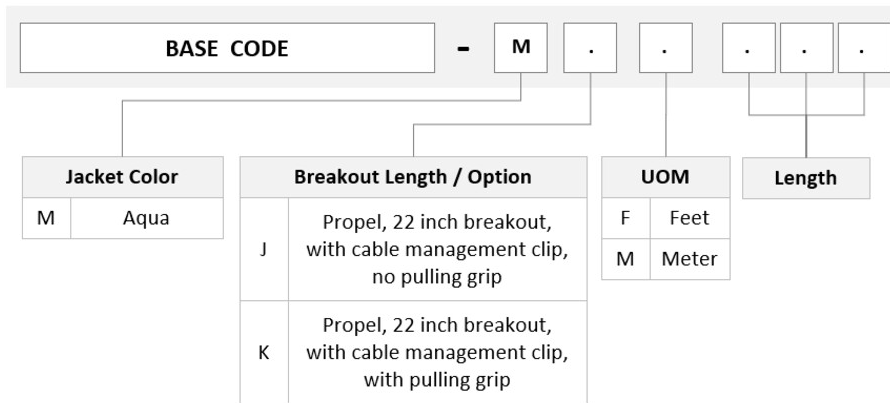 BASE CODE - M . . . . .
Jacket Color
M Aqua
Breakout Length / Option
J Propel, 22 inch breakout,
with cable management clip,
no pulling grip
K Propel, 22 inch breakout,
with cable management clip,
with pulling grip
UOM
F Feet
M Meter
Length